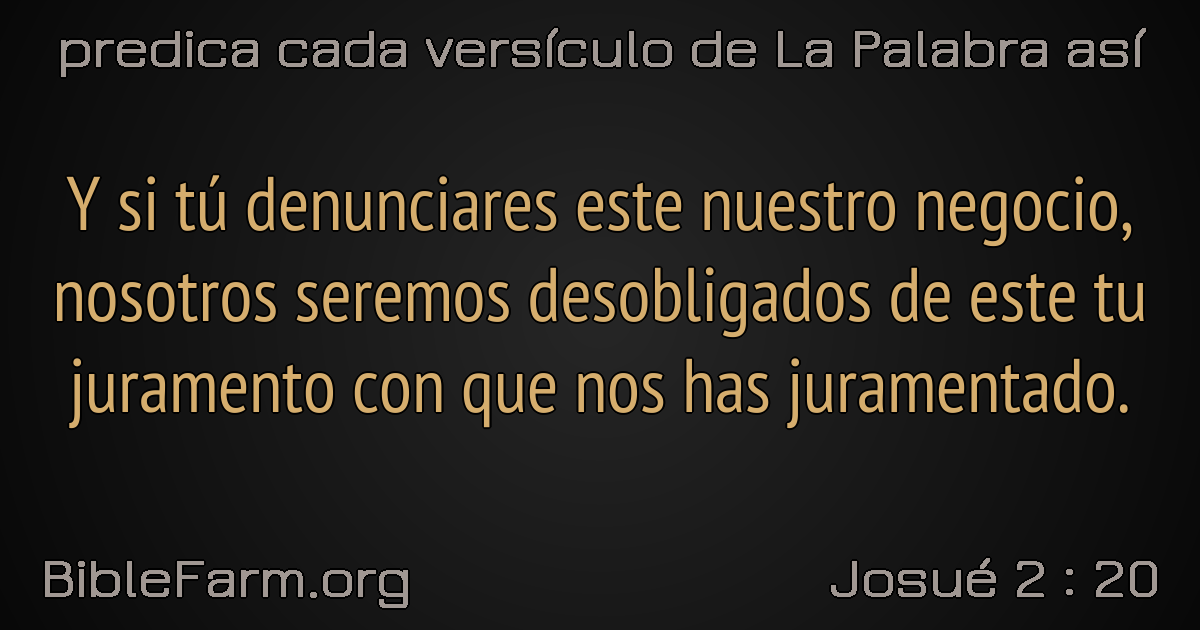 predica cada versículo de La Palabra así
Y si tú denunciares este nuestro negocio,
nosotros seremos desobligados de este tu
juramento con que nos has juramentado.
BibleFarm.org
Josué 2 : 20